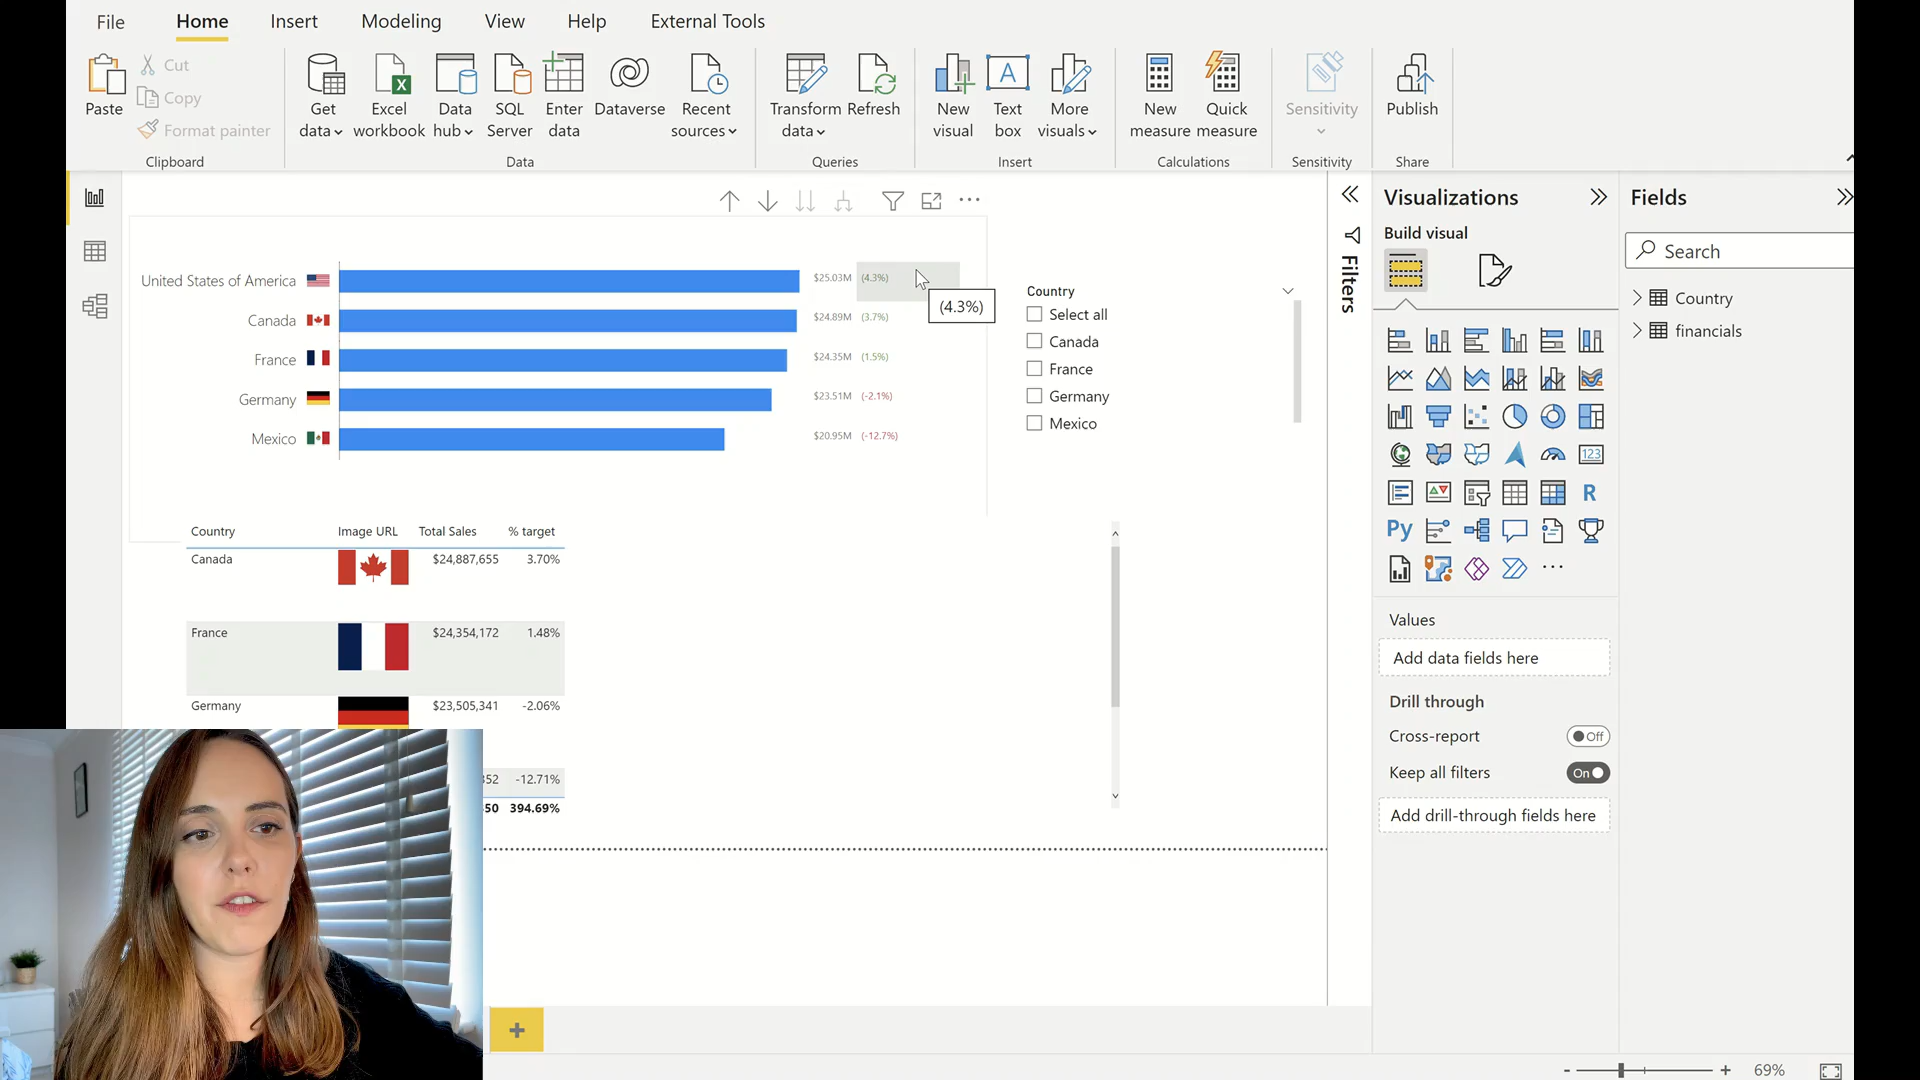 File Home Insert Modeling View Help External Tools
Paste
Cut
Copy
Format painter
Clipboard
Get data
Excel workbook
Data hub
SQL Server
Enter data
Dataverse
Recent sources
Data
Transform data
Refresh
Queries
New visual
Text box
More visuals
Insert
New measure
Quick measure
Calculations
Sensitivity
Sensitivity
Publish
Share
United States of America $25.03M (4.3%)
(4.3%)
Canada $24.89M (3.7%)
France $24.35M (1.5%)
Germany $23.51M (-2.1%)
Mexico $20.95M (-12.7%)
Country
Select all
Canada
France
Germany
Mexico
Country Image URL Total Sales % target
Canada $24,887,655 3.70%
France $24,354,172 1.48%
Germany $23,505,341 -2.06%
352 -12.71%
50 394.69%
Filters
Visualizations
Build visual
123
R
Py
Values
Add data fields here
Drill through
Cross-report Off
Keep all filters On
Add drill-through fields here
Fields
Search
Country
financials
69%